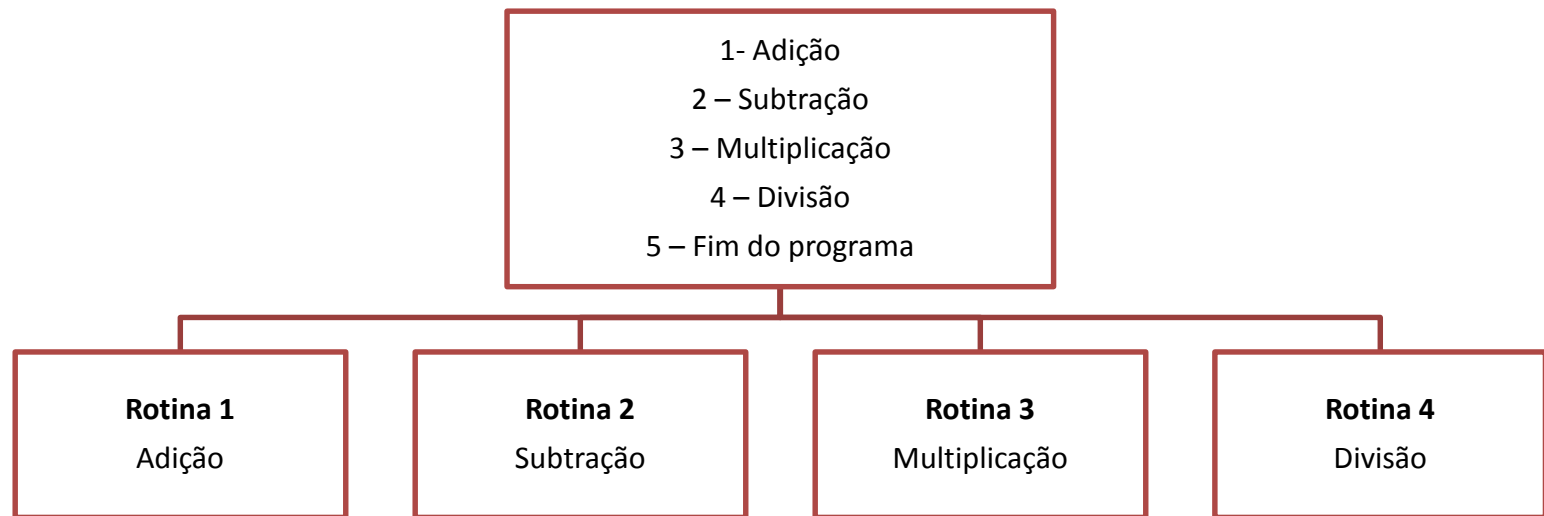 1- Adição
2 – Subtração
3 – Multiplicação
4 – Divisão
5 – Fim do programa
Rotina 1
Adição
Rotina 2
Subtração
Rotina 3
Multiplicação
Rotina 4
Divisão